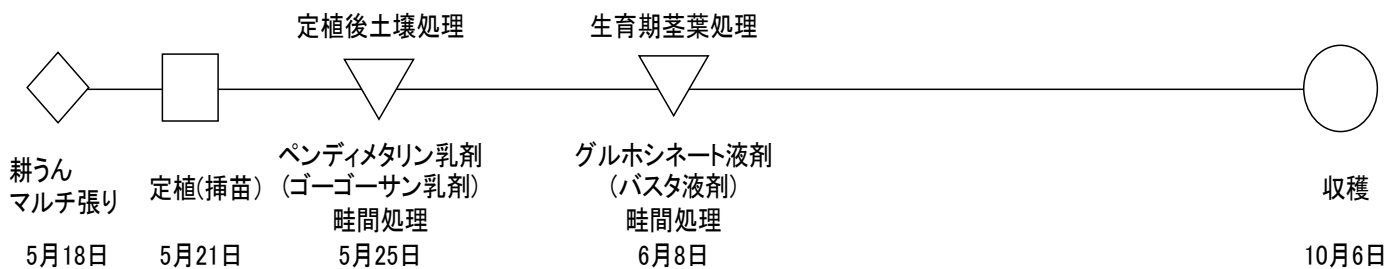 定植後土壌処理
生育期茎葉処理
耕うん
マルチ張り
5月18日
定植(挿苗)
5月21日
ペンディメタリン乳剤
(ゴーゴーサン乳剤)
畦間処理
5月25日
グルホシネート液剤
(バスタ液剤)
畦間処理
6月8日
収穫
10月6日